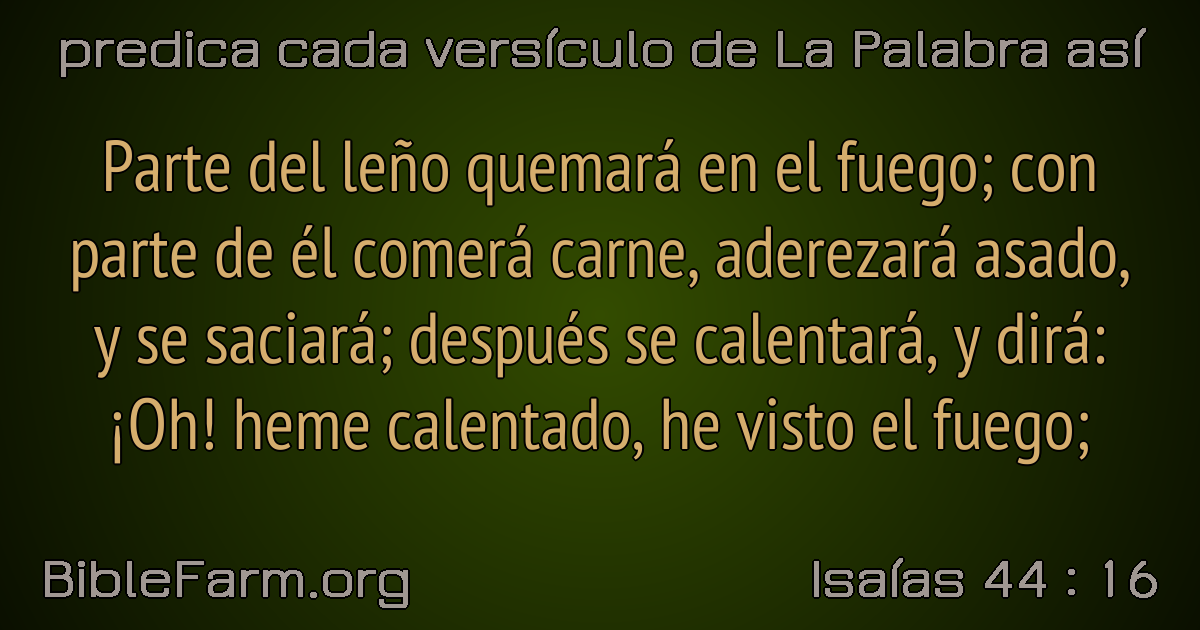 predica cada versículo de La Palabra así
Parte del leño quemará en el fuego; con
parte de él comerá carne, aderezará asado,
y se saciará; después se calentará, y dirá:
¡Oh! heme calentado, he visto el fuego;
BibleFarm.org
Isaías 44 : 16